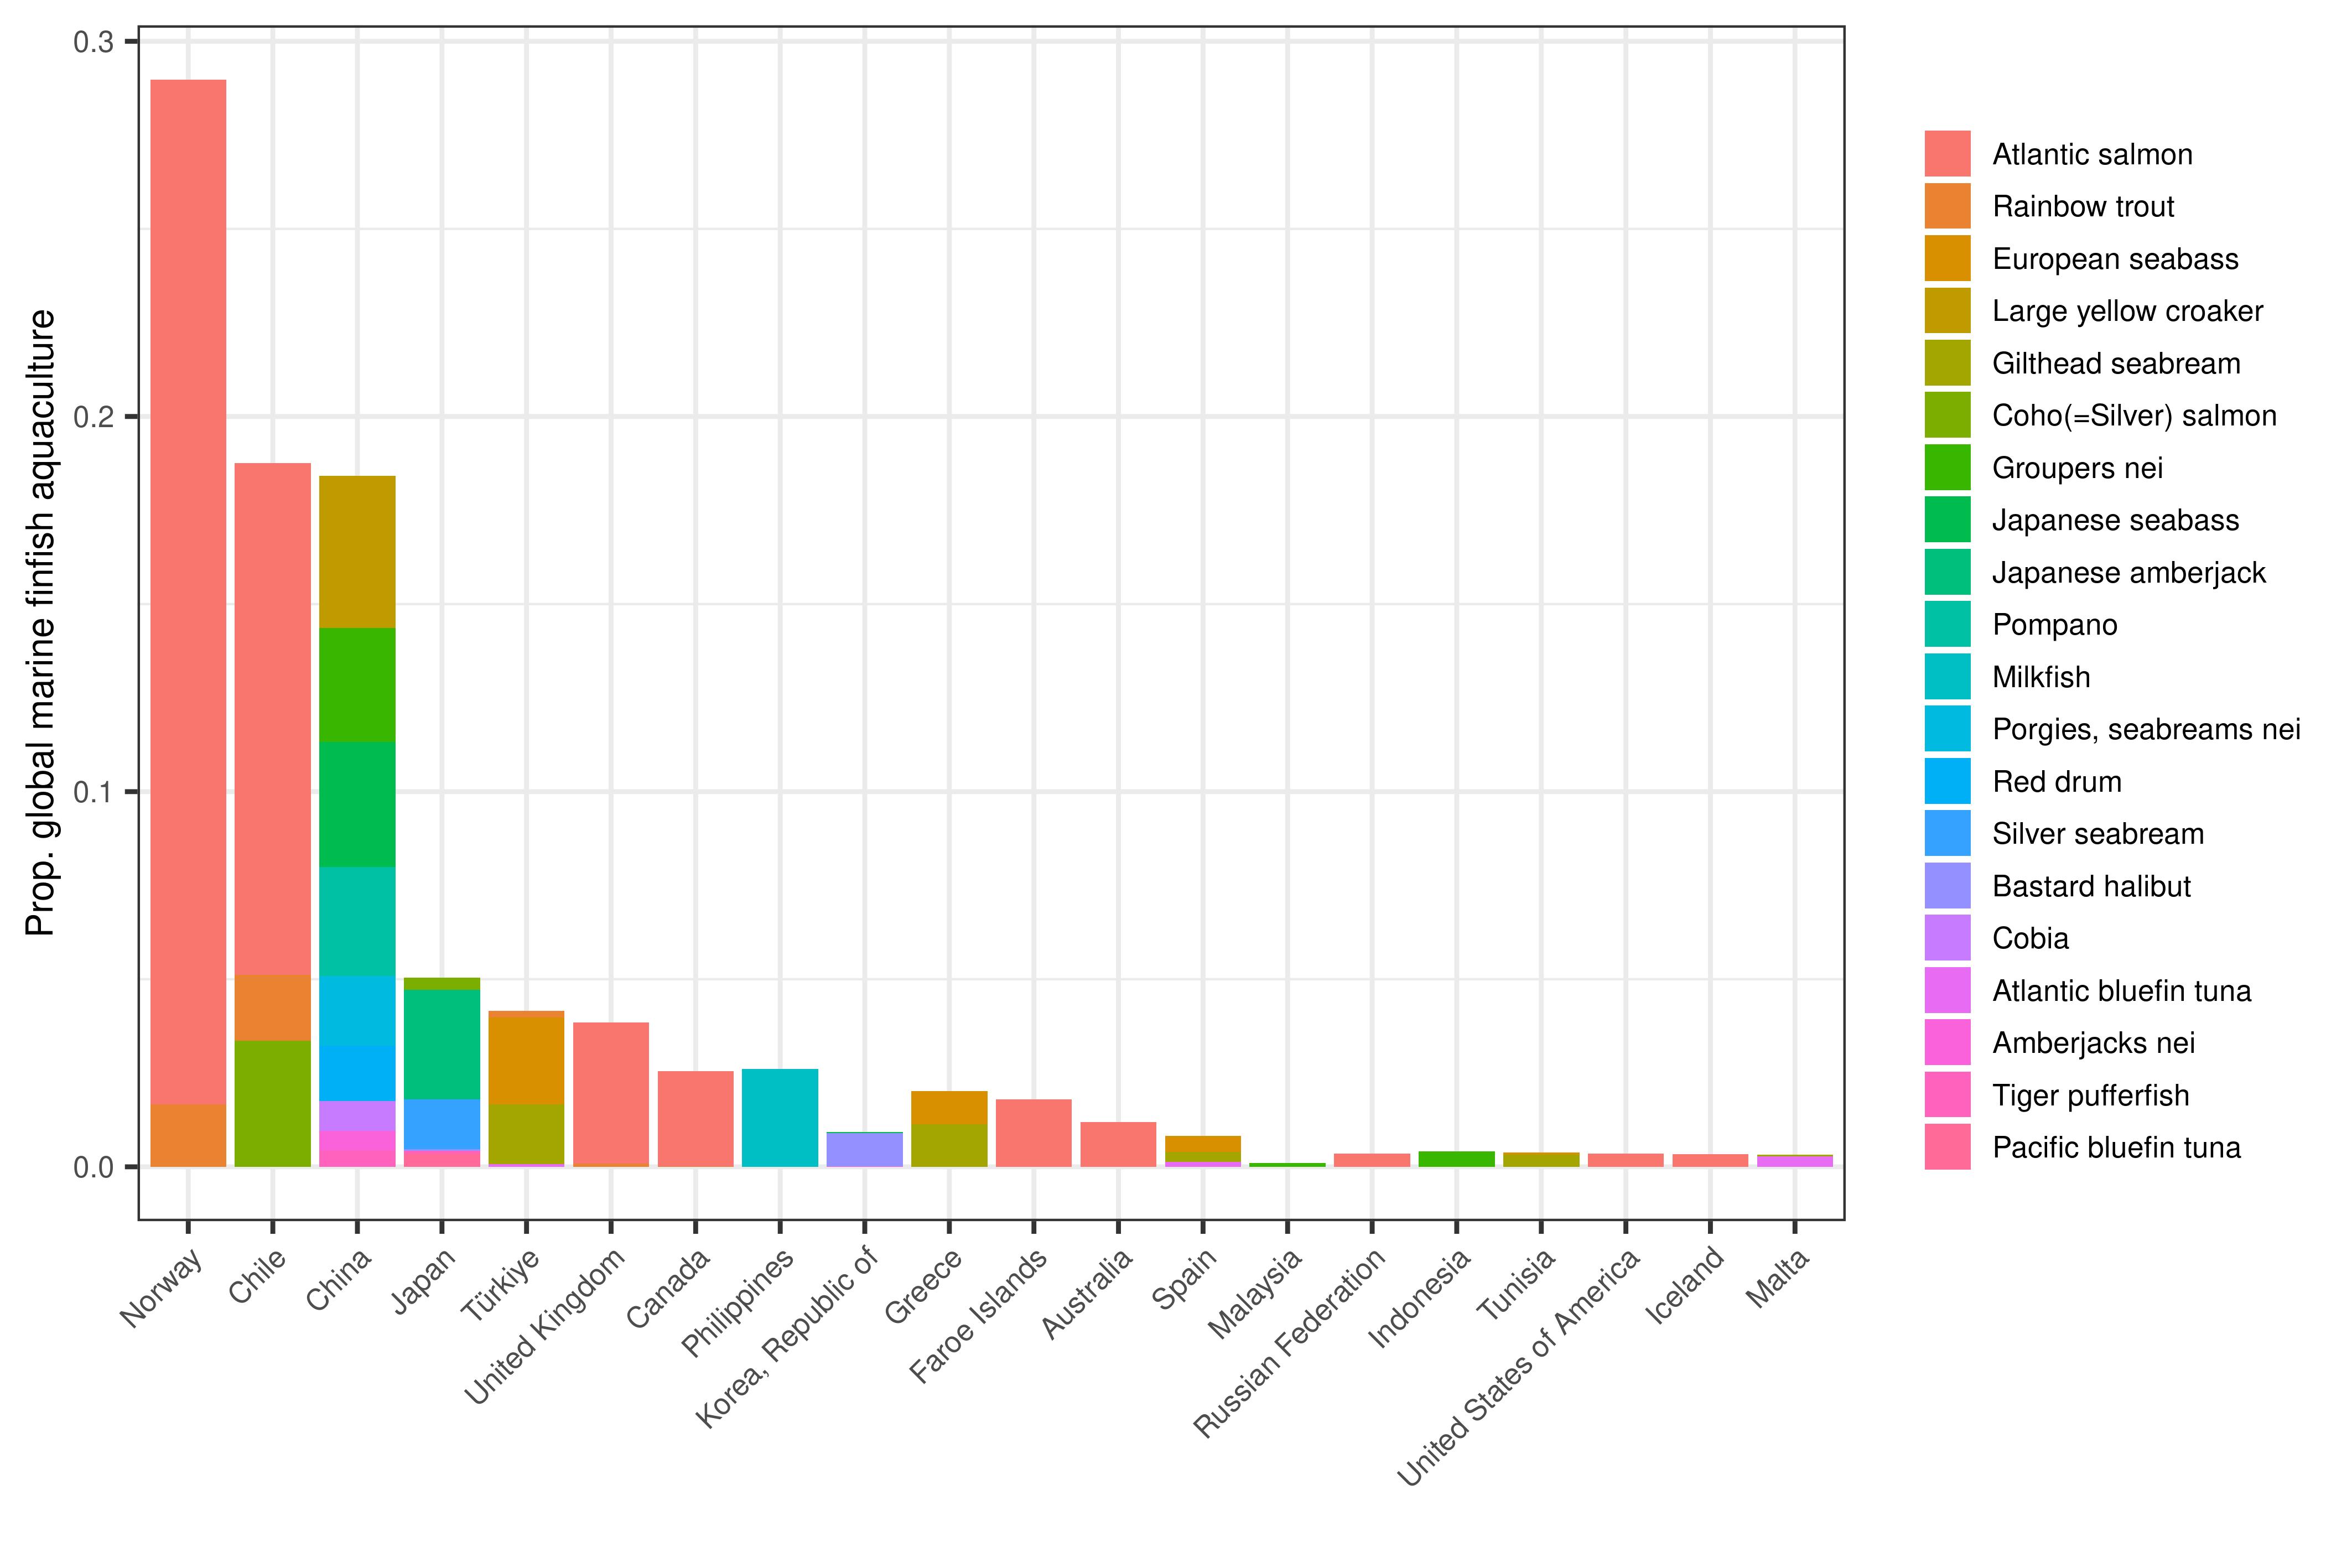 Prop. global marine finfish aquaculture
0.3
0.2
0.1
0.0
Norway
Chile
China
Japan
Türkiye
United Kingdom
Canada
Philippines
Korea, Republic of
Greece
Faroe Islands
Australia
Spain
Malaysia
Russian Federation
Indonesia
Tunisia
United States of America
Iceland
Malta
Atlantic salmon
Rainbow trout
European seabass
Large yellow croaker
Gilthead seabream
Coho(=Silver) salmon
Groupers nei
Japanese seabass
Japanese amberjack
Pompano
Milkfish
Porgies, seabreams nei
Red drum
Silver seabream
Bastard halibut
Cobia
Atlantic bluefin tuna
Amberjacks nei
Tiger pufferfish
Pacific bluefin tuna